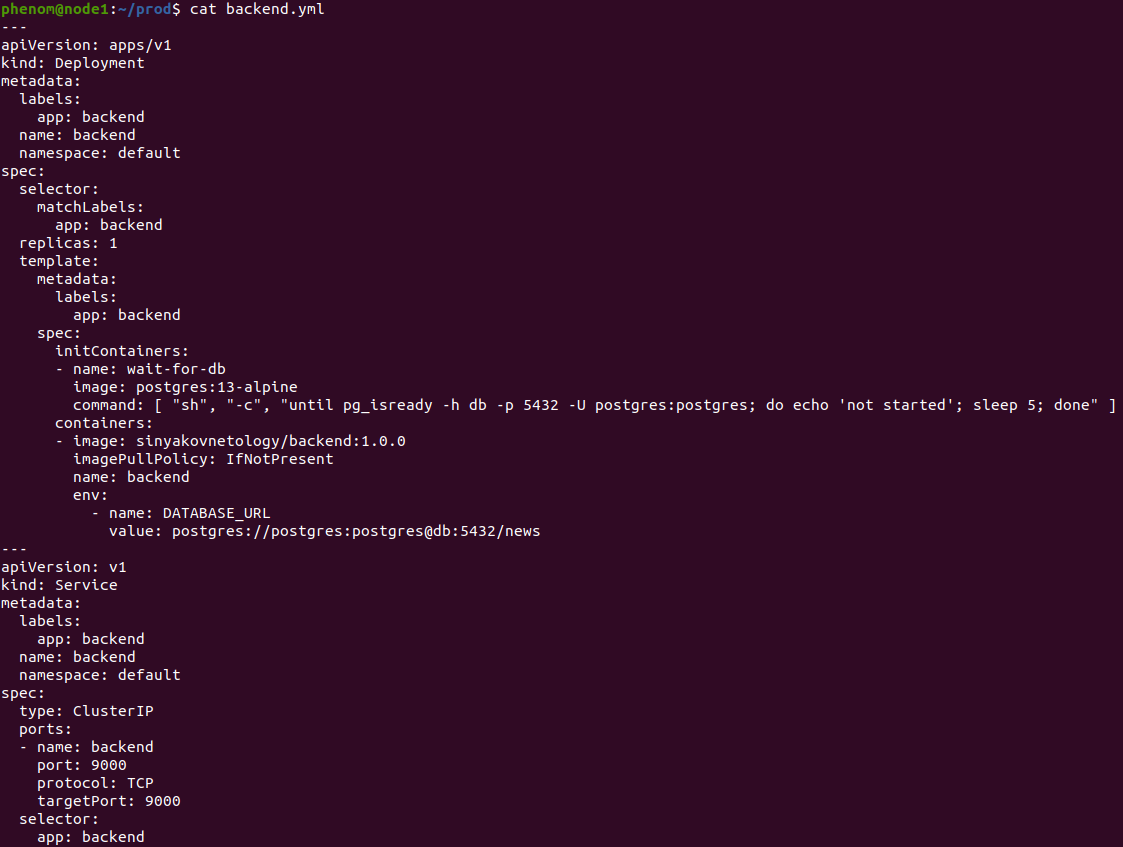 phenom@node1:~/prod$ cat backend.yml
---
apiVersion: apps/v1
kind: Deployment
metadata:
  labels:
    app: backend
  name: backend
  namespace: default
spec:
  selector:
    matchLabels:
      app: backend
  replicas: 1
  template:
    metadata:
      labels:
        app: backend
    spec:
      initContainers:
      - name: wait-for-db
        image: postgres:13-alpine
        command: [ "sh", "-c", "until pg_isready -h db -p 5432 -U postgres:postgres; do echo 'not started'; sleep 5; done" ]
      containers:
      - image: sinyakovnetology/backend:1.0.0
        imagePullPolicy: IfNotPresent
        name: backend
        env:
          - name: DATABASE_URL
            value: postgres://postgres:postgres@db:5432/news
---
apiVersion: v1
kind: Service
metadata:
  labels:
    app: backend
  name: backend
  namespace: default
spec:
  type: ClusterIP
  ports:
  - name: backend
    port: 9000
    protocol: TCP
    targetPort: 9000
  selector:
    app: backend